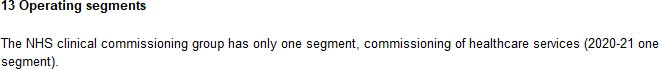 13 Operating segments
The NHS clinical commissioning group has only one segment, commissioning of healthcare services (2020-21 one
segment).